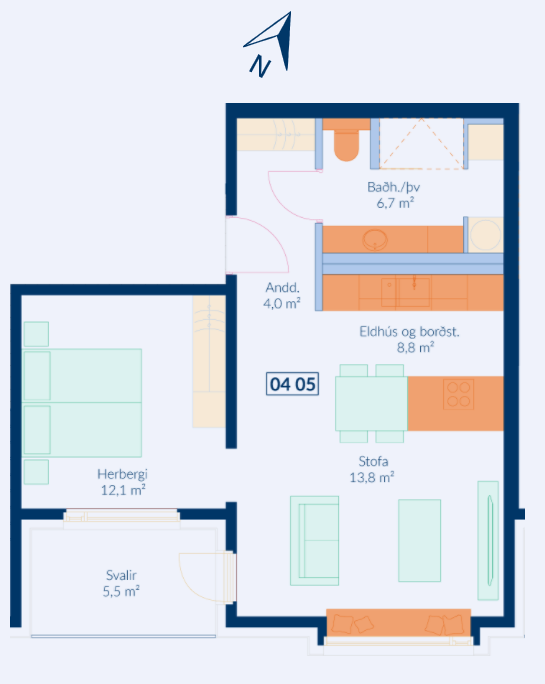 N
Baðh./þv
6,7 m²
Andd.
4,0 m²
Eldhús og borðst.
8,8 m²
04 05
Stofa
13,8 m²
Herbergi
12,1 m²
Svalir
5,5 m²